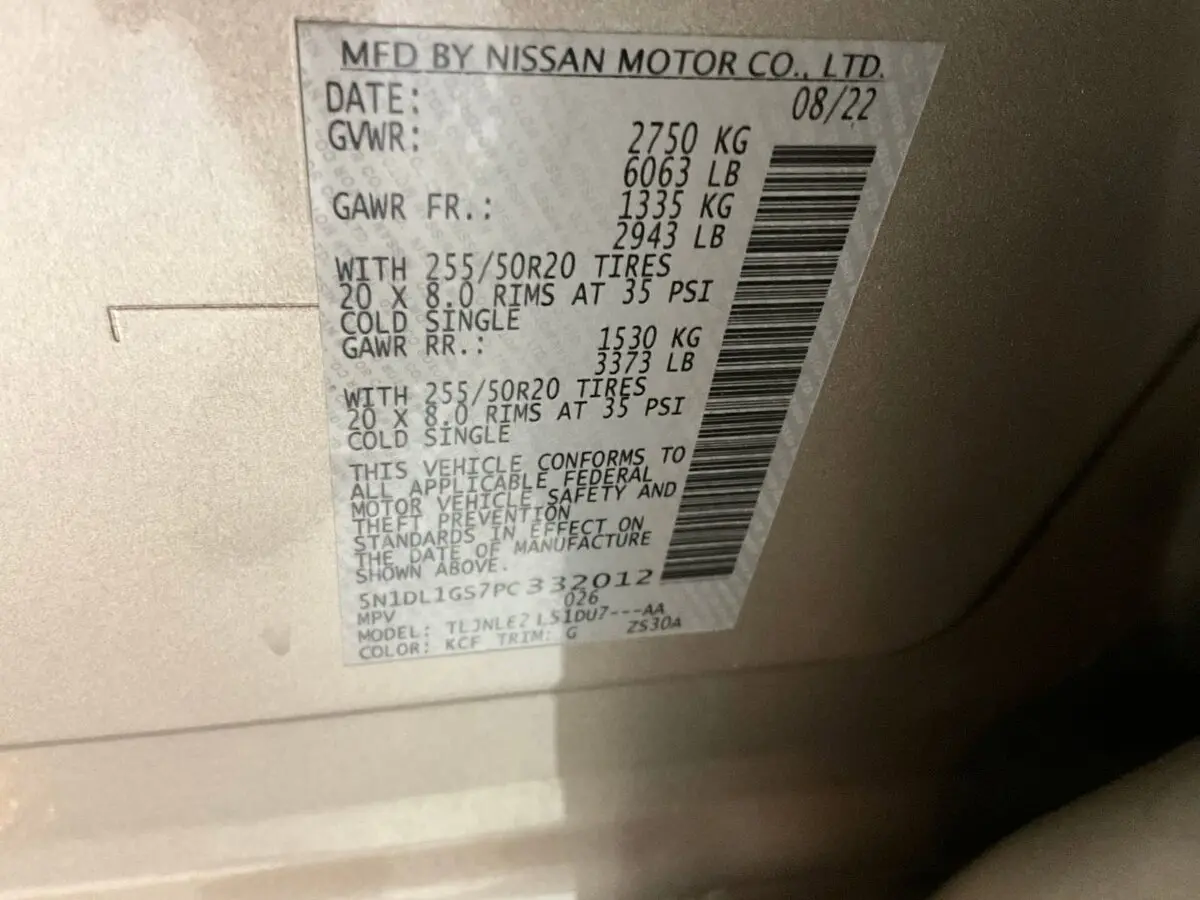 MFD BY NISSAN MOTOR CO., LTD.
DATE: 08/22
GVWR: 2750 KG
6063 LB
GAWR FR.: 1335 KG
2943 LB
WITH 255/50R20 TIRES
20 X 8.0 RIMS AT 35 PSI
COLD SINGLE
GAWR RR.: 1530 KG
3373 LB
WITH 255/50R20 TIRES
20 X 8.0 RIMS AT 35 PSI
COLD SINGLE
THIS VEHICLE CONFORMS TO
ALL APPLICABLE FEDERAL
MOTOR VEHICLE SAFETY AND
THEFT PREVENTION
STANDARDS IN EFFECT ON
THE DATE OF MANUFACTURE
SHOWN ABOVE.
5N1DL1GS7PC332012
MPV 026
MODEL: TLJNLE2 LS1DU7---AA
COLOR: KCF TRIM: G ZS30A